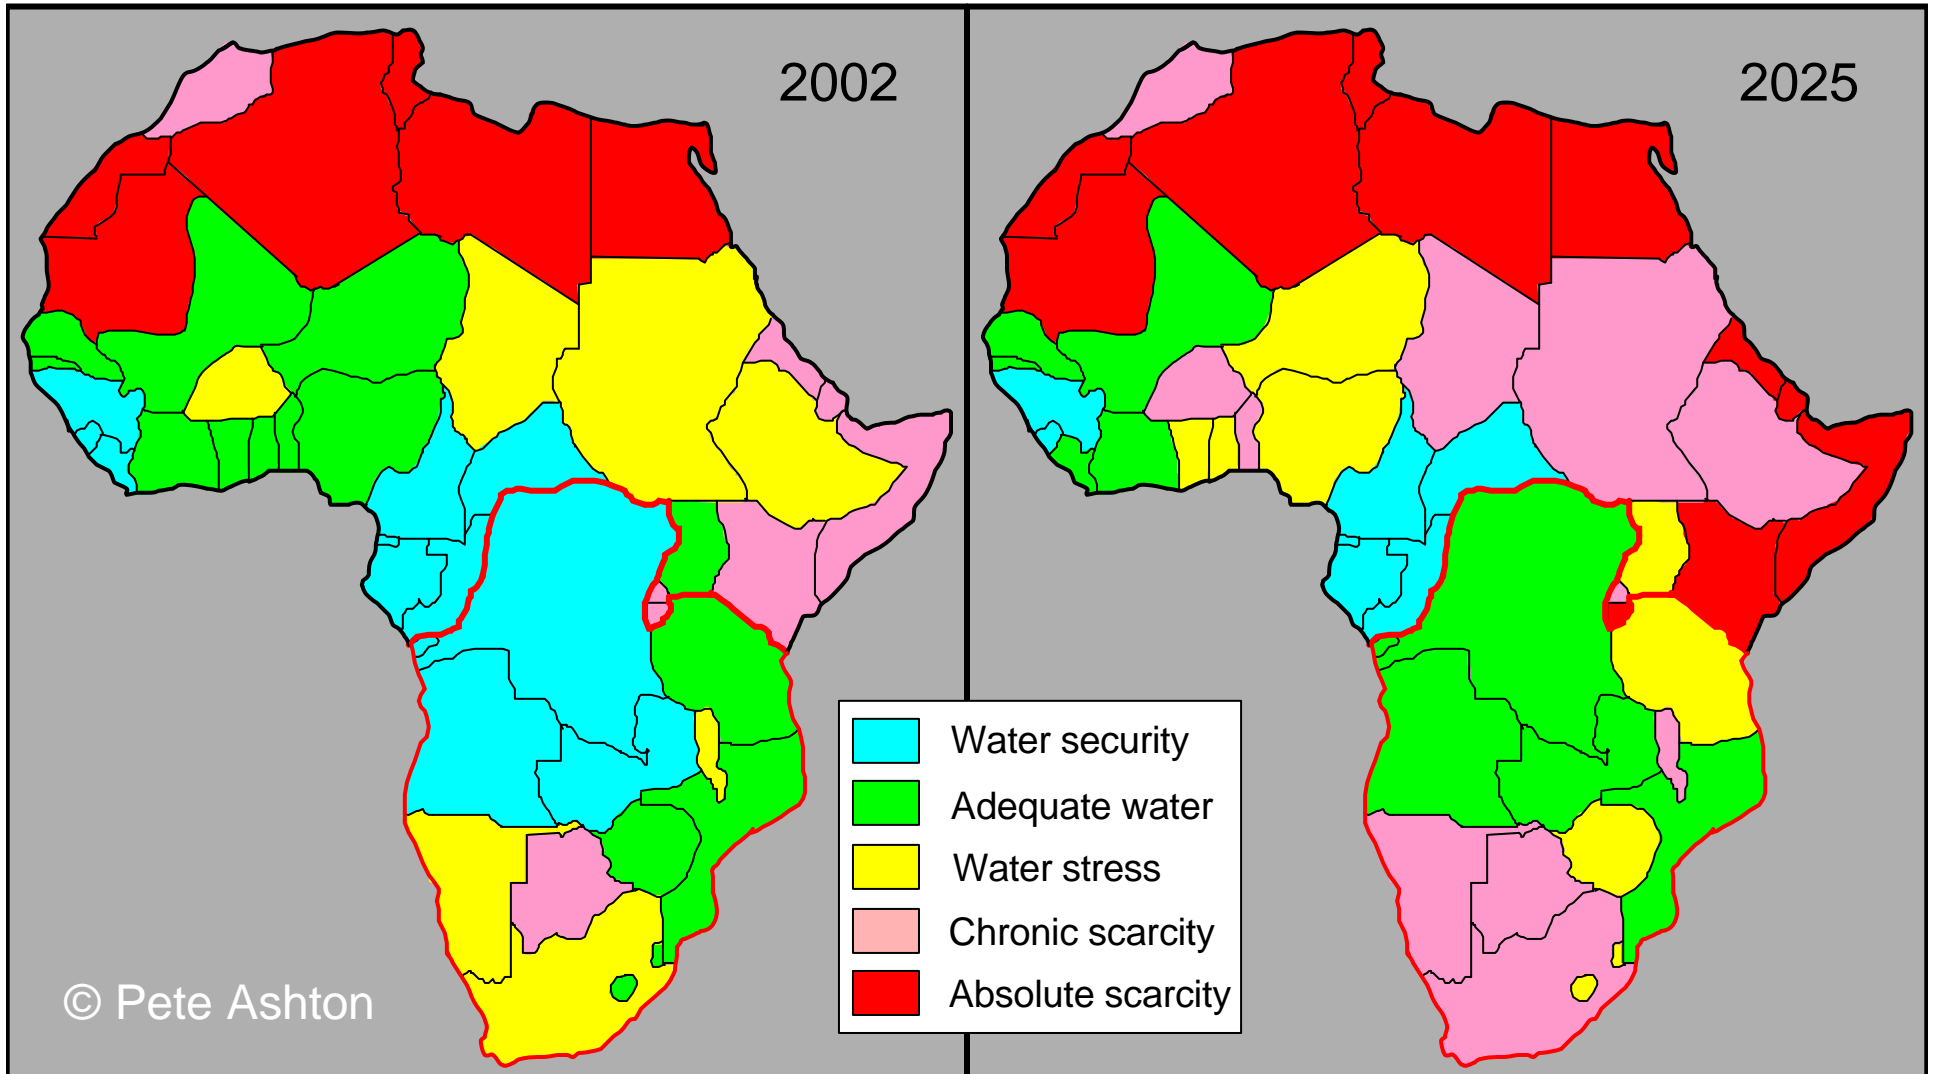 2002
2025
Water security
Adequate water
Water stress
Chronic scarcity
Absolute scarcity
© Pete Ashton